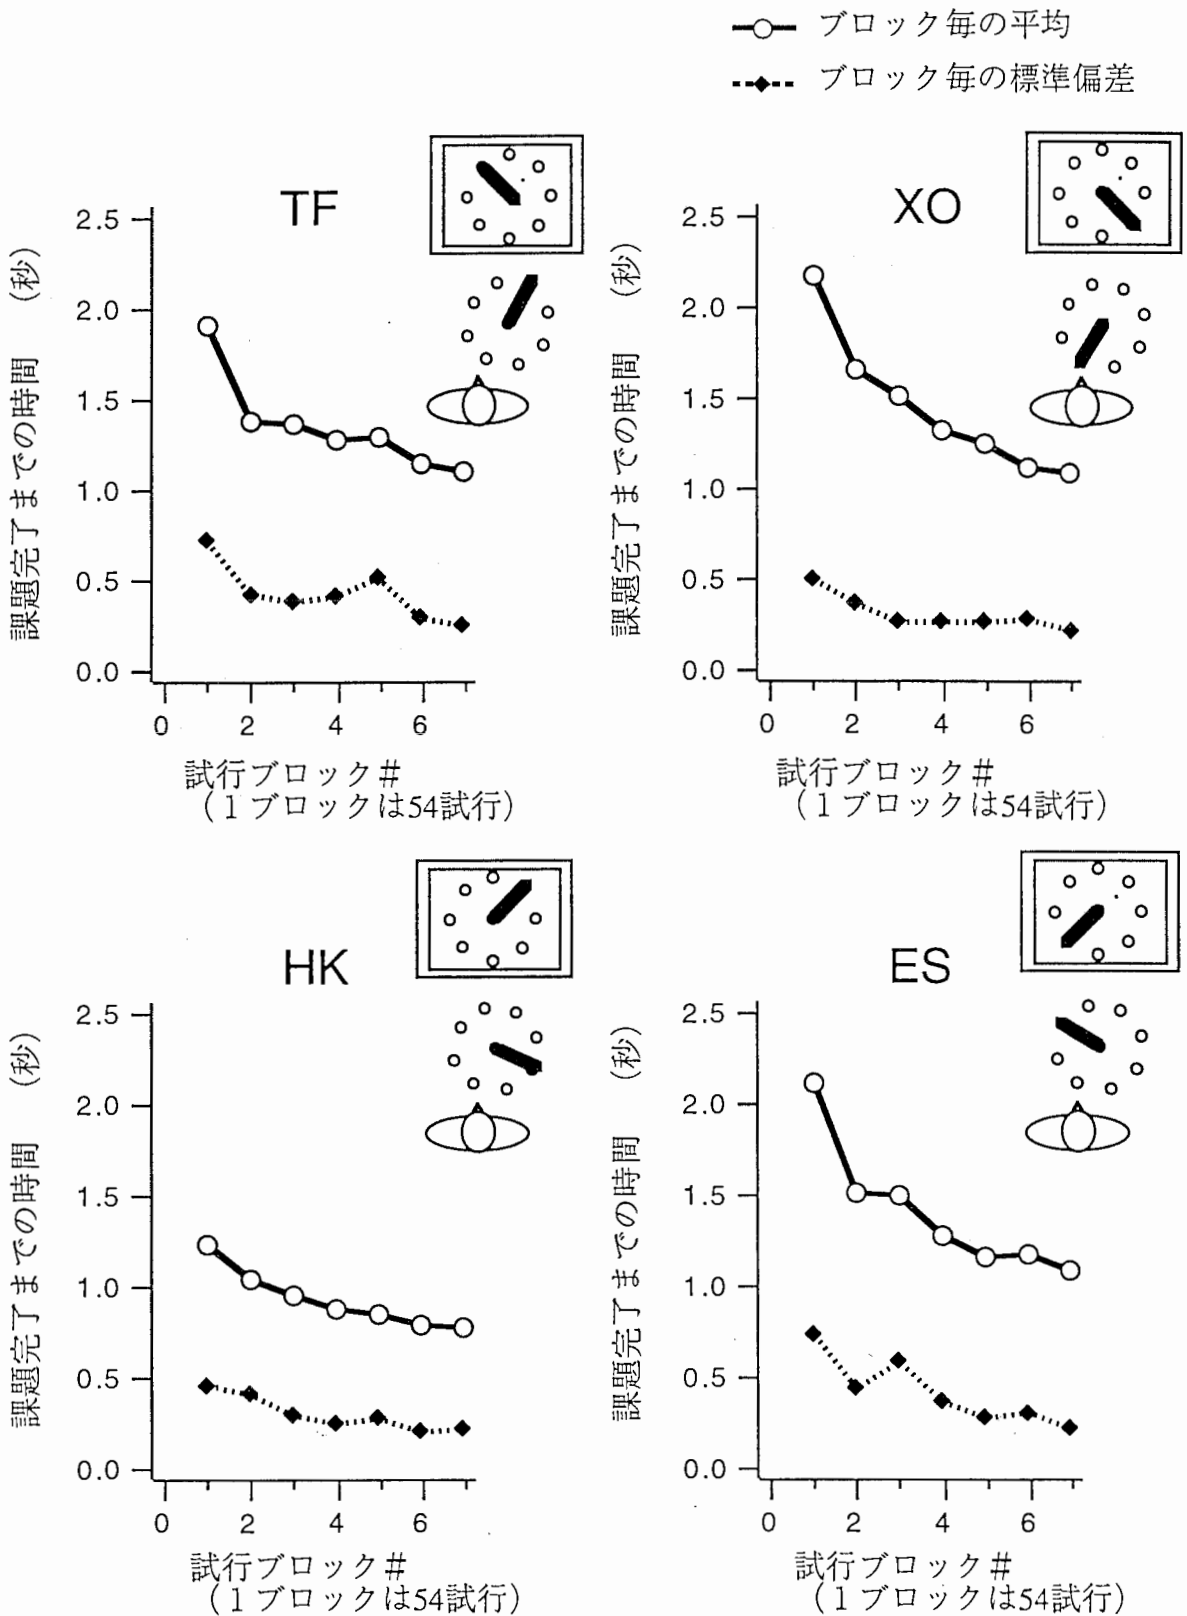 ブロック毎の平均
ブロック毎の標準偏差
TF
課題完了までの時間 (秒)
2.5
2.0
1.5
1.0
0.5
0.0
0 2 4 6
試行ブロック＃
（１ブロックは54試行）
XO
課題完了までの時間 (秒)
2.5
2.0
1.5
1.0
0.5
0.0
0 2 4 6
試行ブロック＃
（１ブロックは54試行）
HK
課題完了までの時間 (秒)
2.5
2.0
1.5
1.0
0.5
0.0
0 2 4 6
試行ブロック＃
（１ブロックは54試行）
ES
課題完了までの時間 (秒)
2.5
2.0
1.5
1.0
0.5
0.0
0 2 4 6
試行ブロック＃
（１ブロックは54試行）